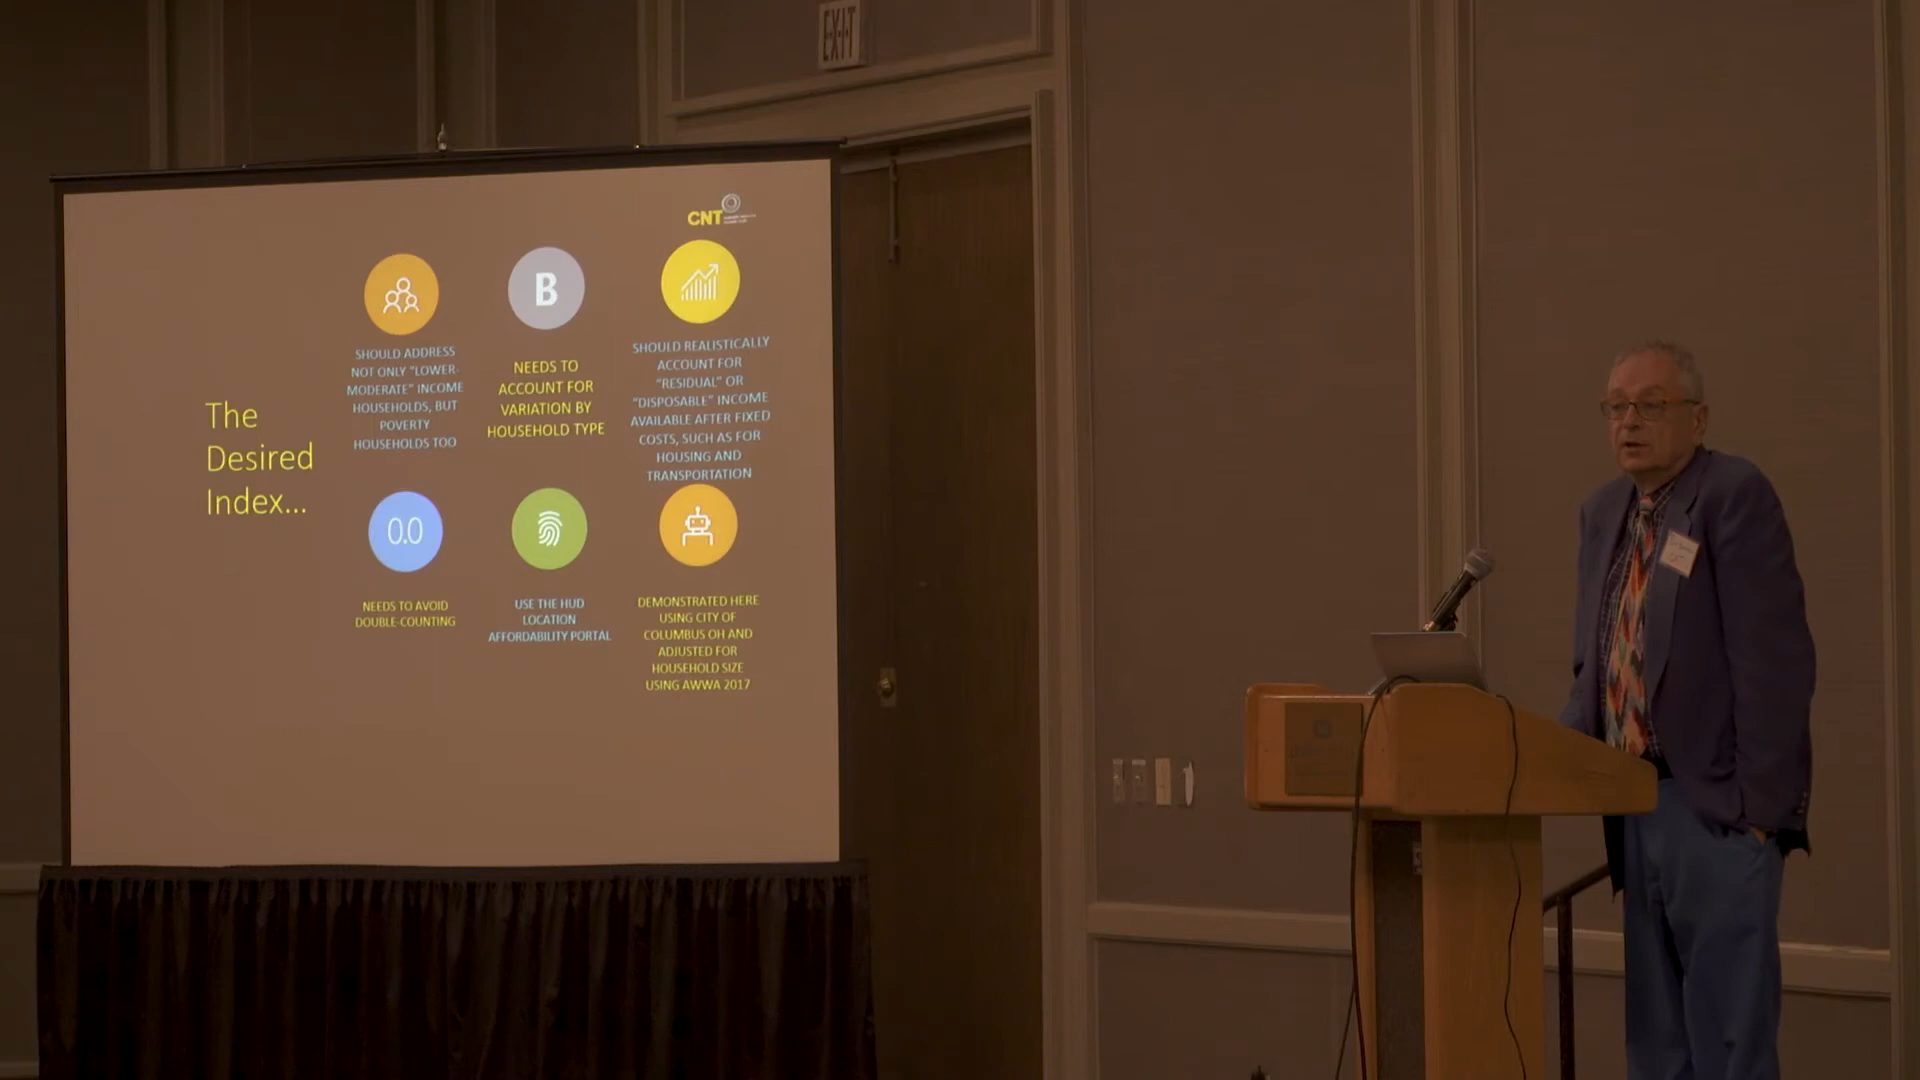 EXIT
CNT
The
Desired
Index...
SHOULD ADDRESS
NOT ONLY "LOWER-
MODERATE" INCOME
HOUSEHOLDS, BUT
POVERTY
HOUSEHOLDS TOO
B
NEEDS TO
ACCOUNT FOR
VARIATION BY
HOUSEHOLD TYPE
SHOULD REALISTICALLY
ACCOUNT FOR
"RESIDUAL" OR
"DISPOSABLE" INCOME
AVAILABLE AFTER FIXED
COSTS, SUCH AS FOR
HOUSING AND
TRANSPORTATION
0.0
NEEDS TO AVOID
DOUBLE-COUNTING
USE THE HUD
LOCATION
AFFORDABILITY PORTAL
DEMONSTRATED HERE
USING CITY OF
COLUMBUS OH AND
ADJUSTED FOR
HOUSEHOLD SIZE
USING AWWA 2017